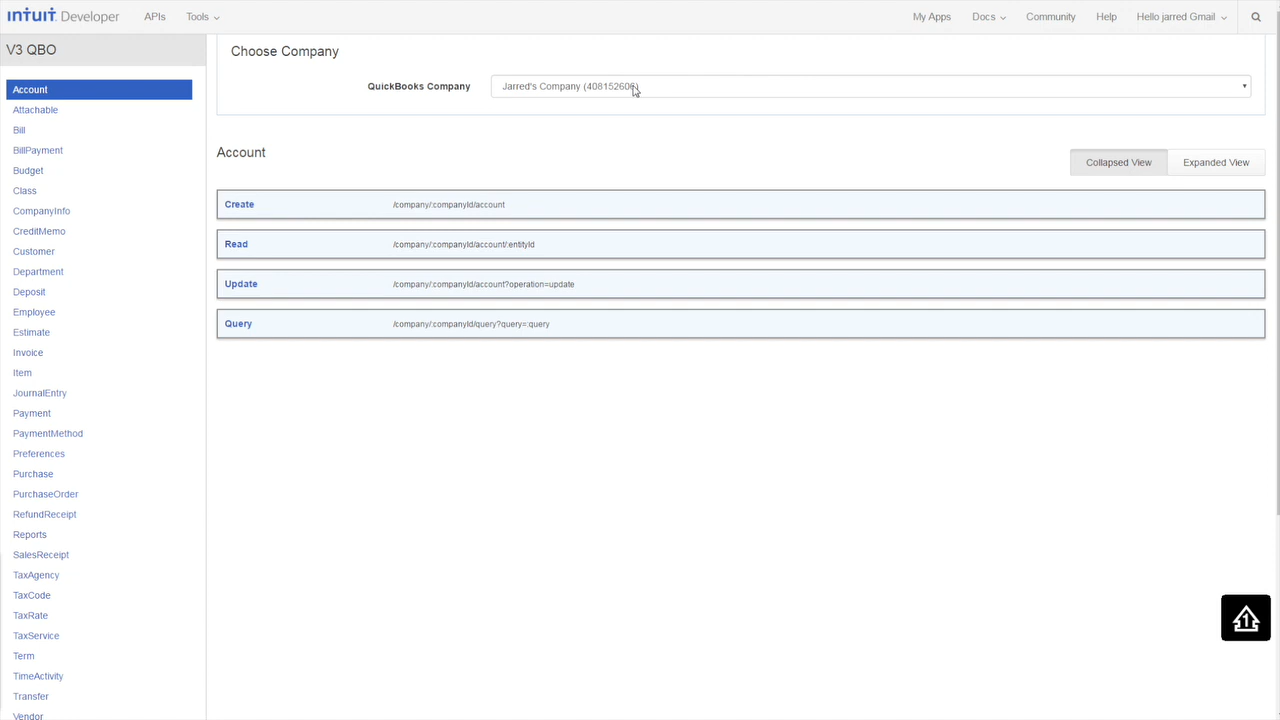 intuit Developer
APIs
Tools
My Apps
Docs
Community
Help
Hello jarred Gmail
V3 QBO
Account
Attachable
Bill
BillPayment
Budget
Class
CompanyInfo
CreditMemo
Customer
Department
Deposit
Employee
Estimate
Invoice
Item
JournalEntry
Payment
PaymentMethod
Preferences
Purchase
PurchaseOrder
RefundReceipt
Reports
SalesReceipt
TaxAgency
TaxCode
TaxRate
TaxService
Term
TimeActivity
Transfer
Vendor
Choose Company
QuickBooks Company
Jarred's Company
Account
Collapsed View
Expanded View
Create
/company/:companyId/account
Read
/company/:companyId/account/:entityId
Update
/company/:companyId/account?operation=update
Query
/company/:companyId/query?query=:query
1